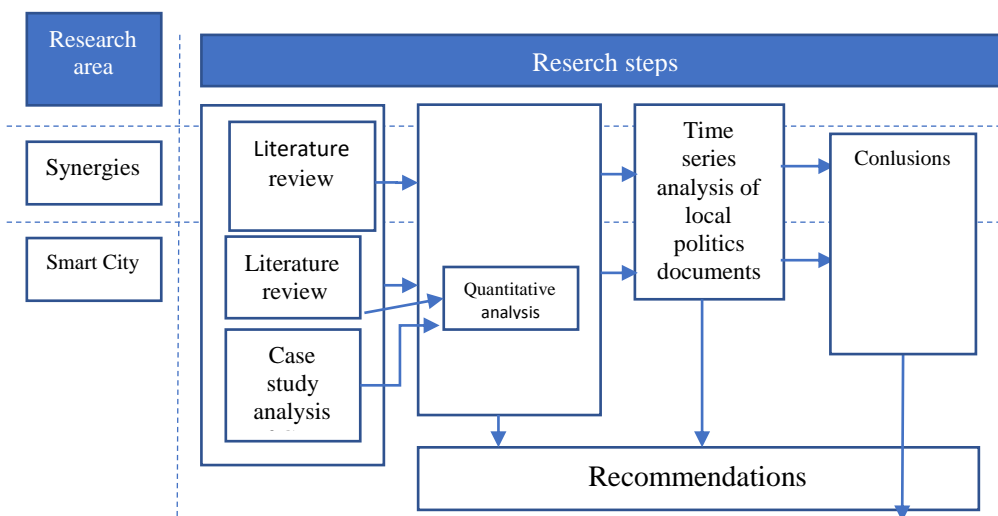 Research
area
Reserch steps
Synergies
Smart City
Literature
review
Literature
review
Case
study
analysis
Quantitative
analysis
Time
series
analysis of
local
politics
documents
Conlusions
Recommendations